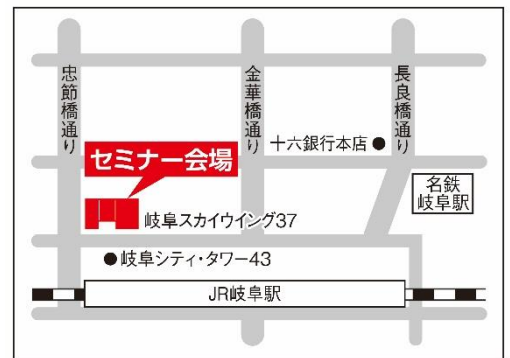 忠節橋通り
金華橋通り
長良橋通り
十六銀行本店
セミナー会場
名鉄
岐阜駅
岐阜スカイウイング37
岐阜シティ・タワー43
JR岐阜駅